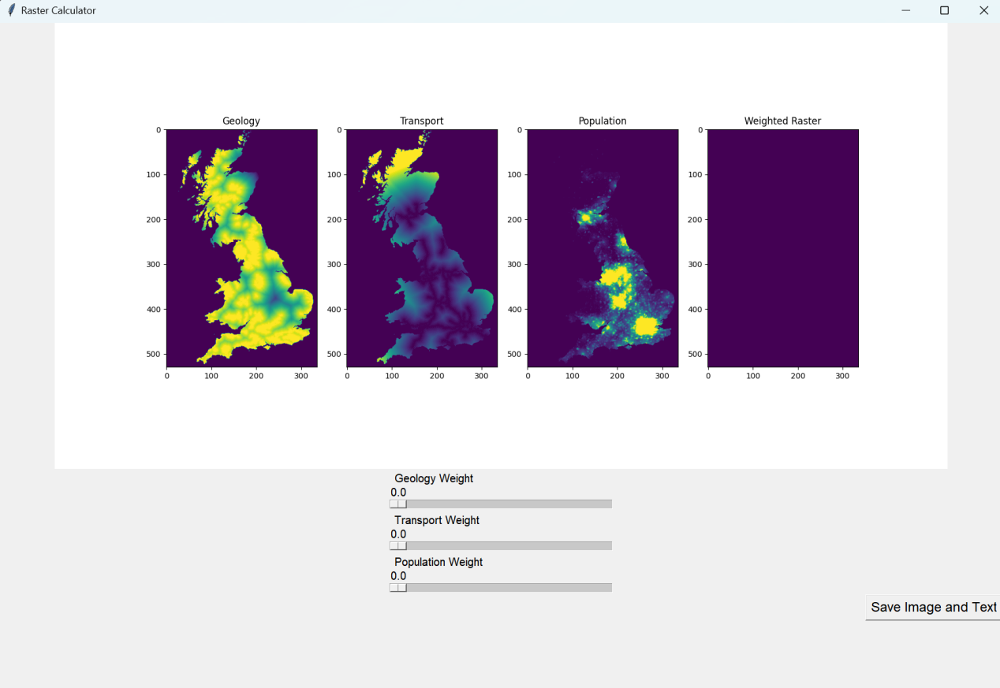 Raster Calculator
Geology Transport Population Weighted Raster
0 0 0 0
100 100 100 100
200 200 200 200
300 300 300 300
400 400 400 400
500 500 500 500
0 100 200 300 0 100 200 300 0 100 200 300 0 100 200 300
Geology Weight
0.0
Transport Weight
0.0
Population Weight
0.0
Save Image and Text